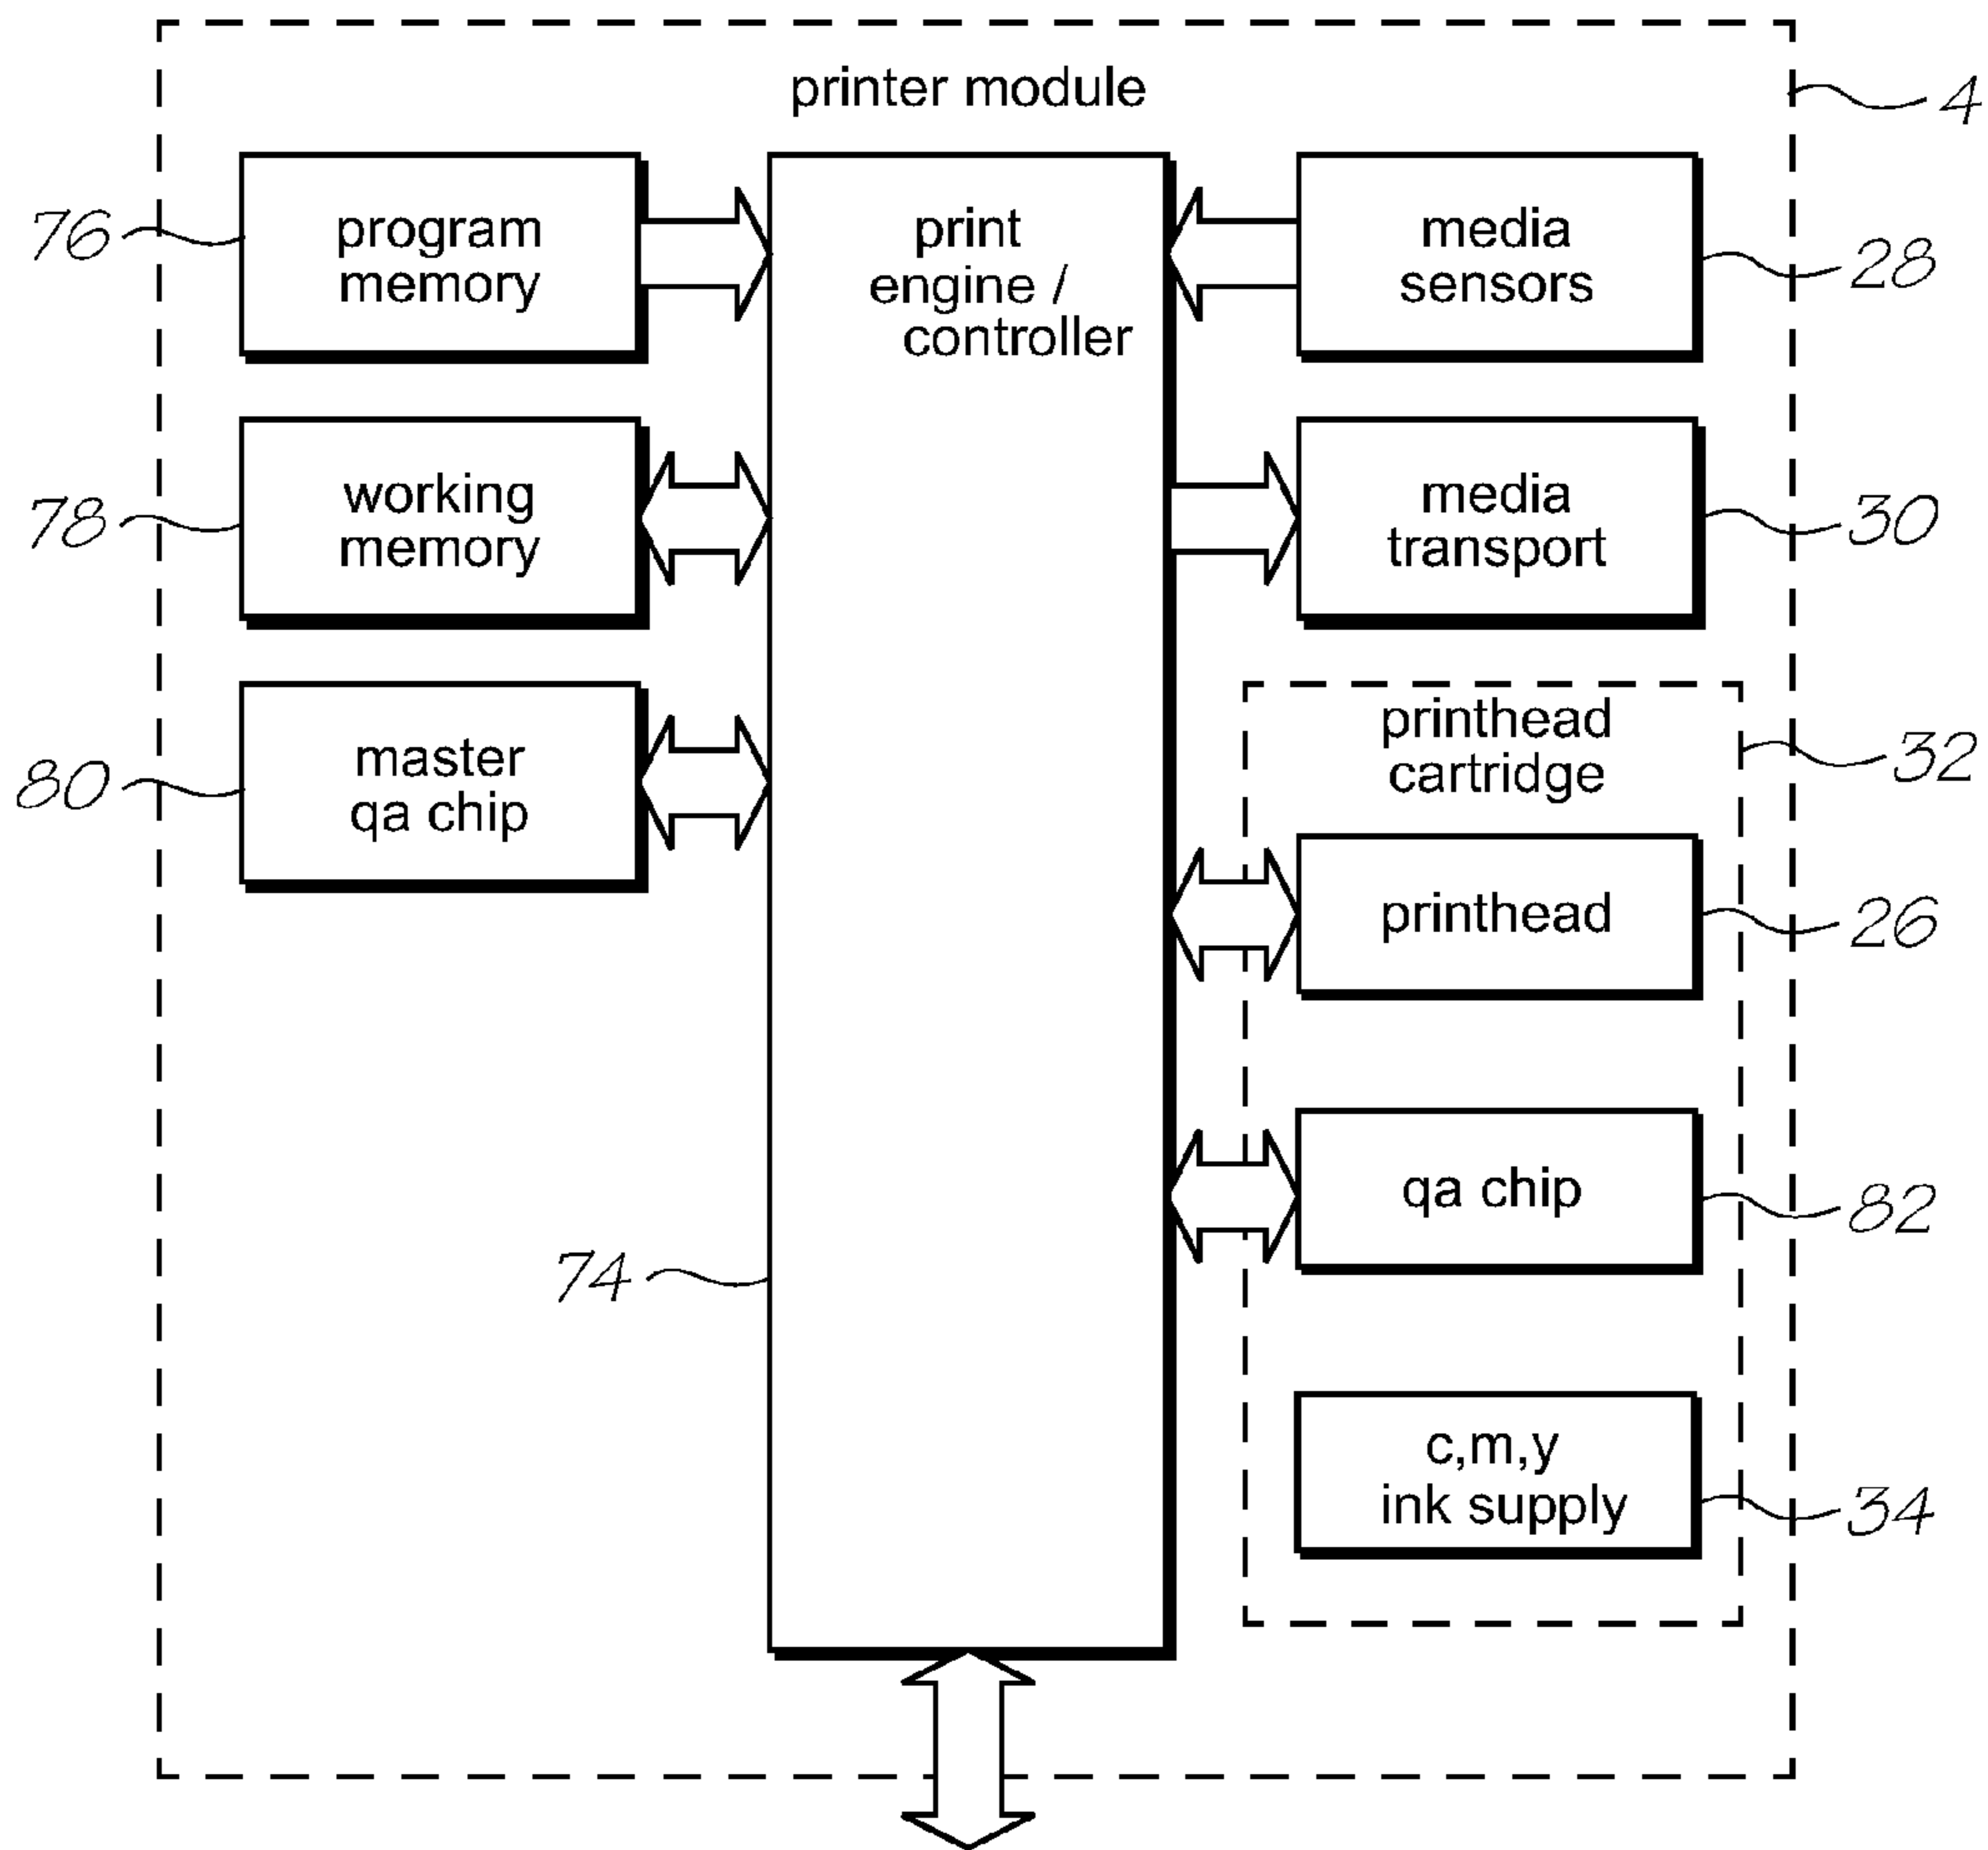 printer module
4
76
program
memory
print
engine /
controller
media
sensors
28
78
working
memory
media
transport
30
80
master
qa chip
printhead
cartridge
32
printhead
26
qa chip
82
74
c,m,y
ink supply
34